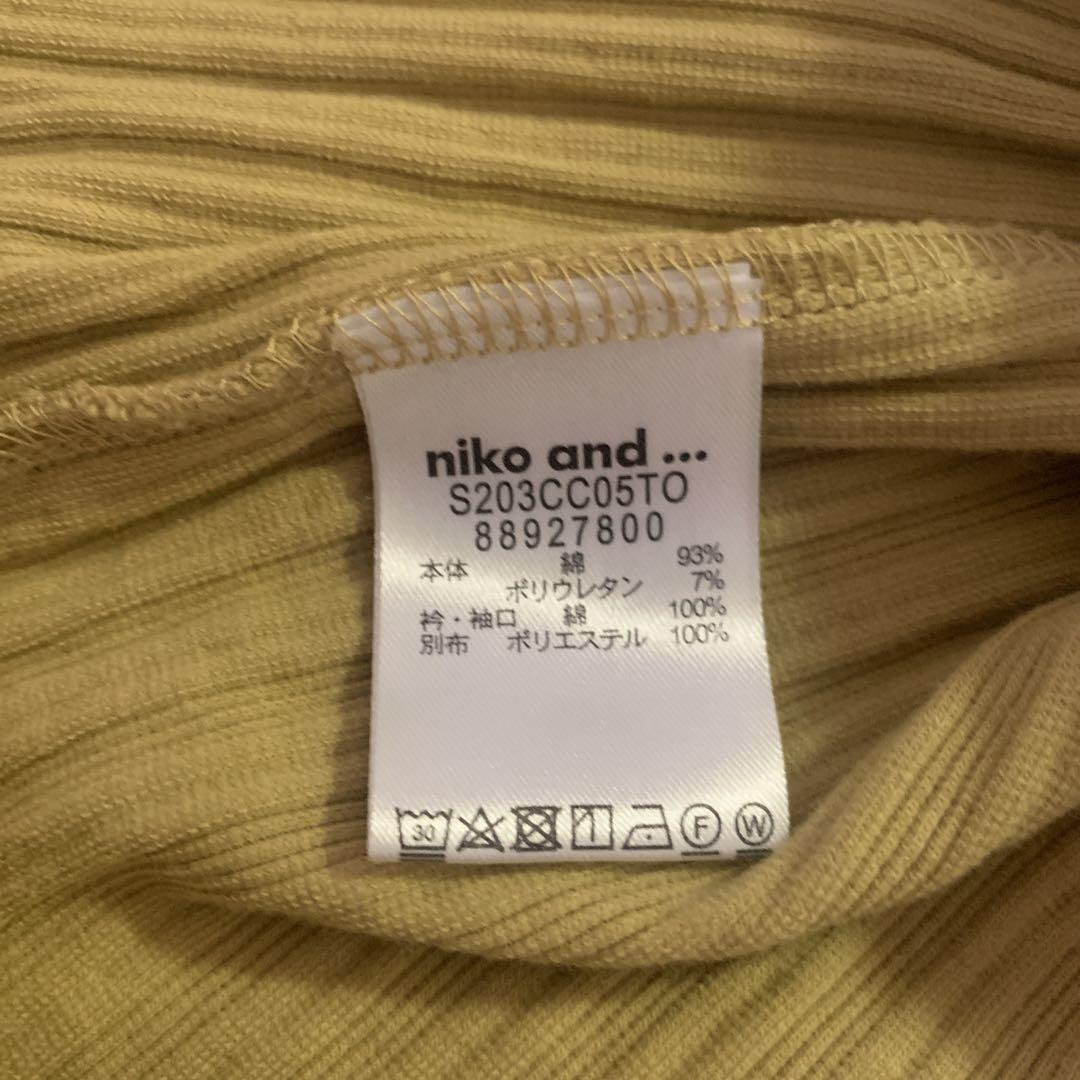 niko and ...
S203CC05TO
88927800
本体 綿 93%
ポリウレタン 7%
衿・袖口 綿 100%
別布 ポリエステル 100%
30 F W